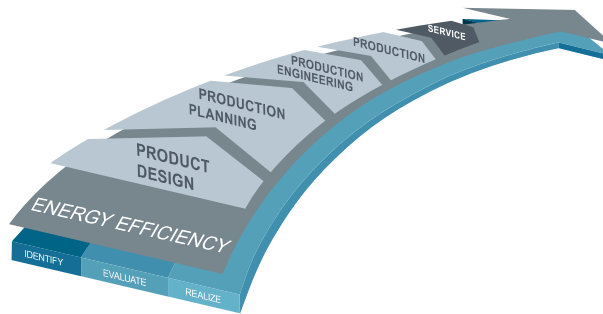 SERVICE
PRODUCTION
PRODUCTION
ENGINEERING
PRODUCTION
PLANNING
PRODUCT
DESIGN
ENERGY EFFICIENCY
IDENTIFY
EVALUATE
REALIZE